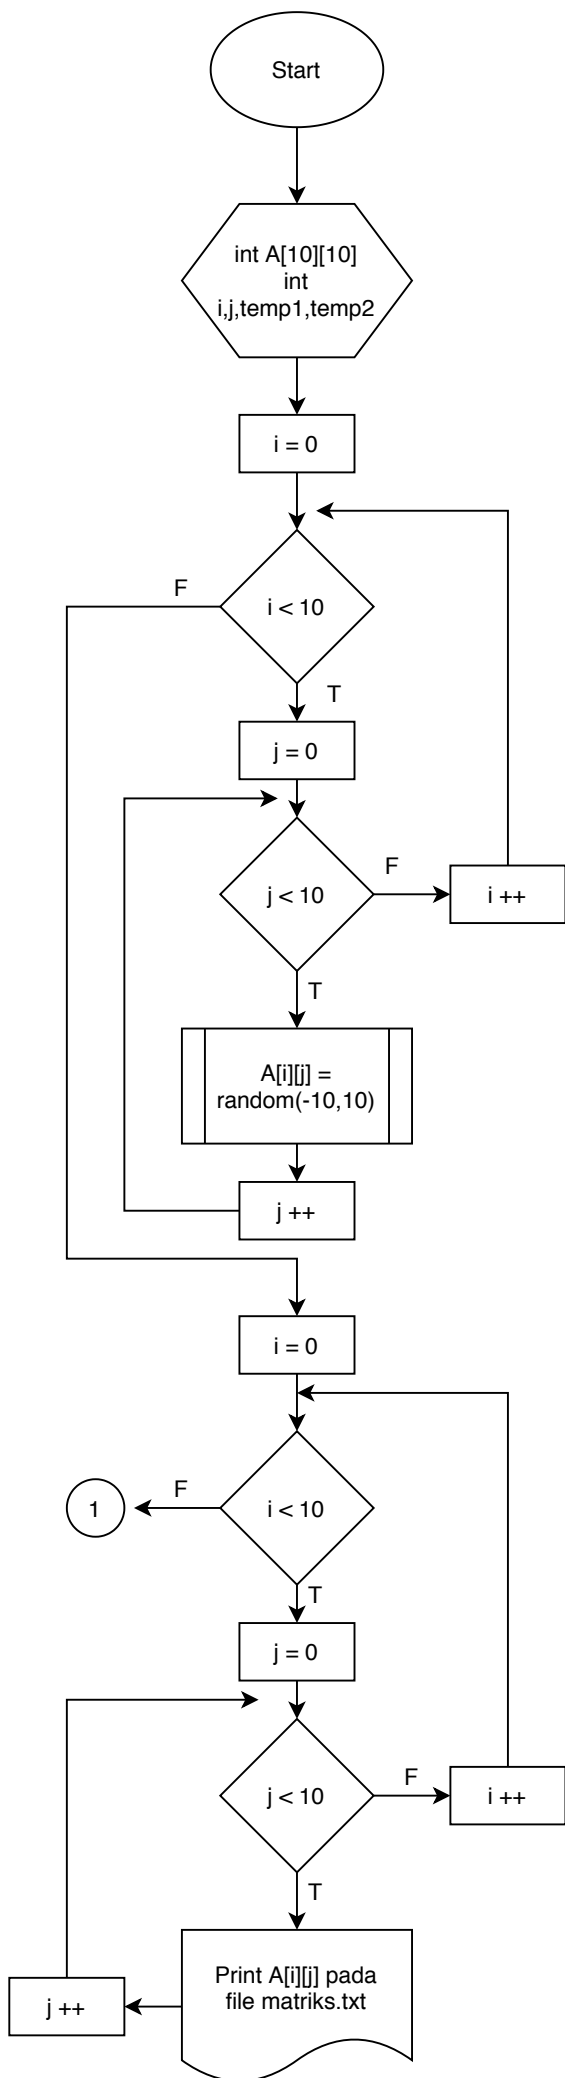 Start
int A[10][10]
int
i,j,temp1,temp2
i = 0
i < 10
F
T
j = 0
j < 10
F
i ++
T
A[i][j] =
random(-10,10)
j ++
i = 0
i < 10
F
1
T
j = 0
j < 10
F
i ++
T
Print A[i][j] pada
file matriks.txt
j ++